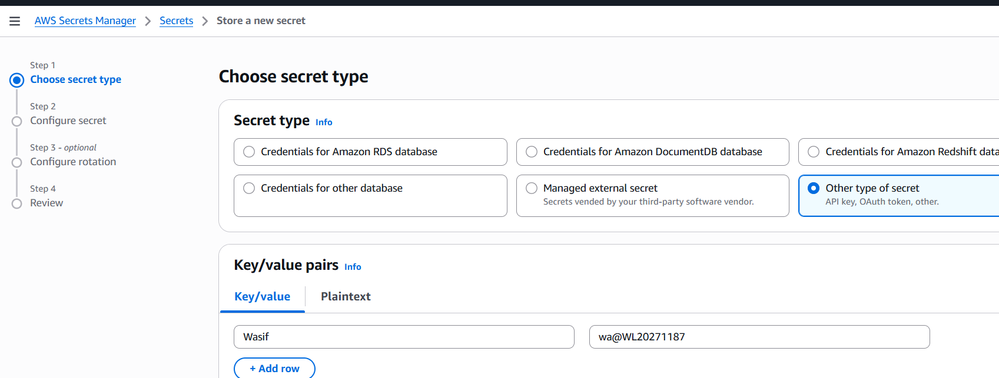 AWS Secrets Manager > Secrets > Store a new secret
Step 1
Choose secret type
Step 2
Configure secret
Step 3 - optional
Configure rotation
Step 4
Review
Choose secret type
Secret type Info
Credentials for Amazon RDS database
Credentials for Amazon DocumentDB database
Credentials for Amazon Redshift data
Credentials for other database
Managed external secret
Secrets vended by your third-party software vendor.
Other type of secret
API key, OAuth token, other.
Key/value pairs Info
Key/value
Plaintext
Wasif
wa@WL20271187
+ Add row